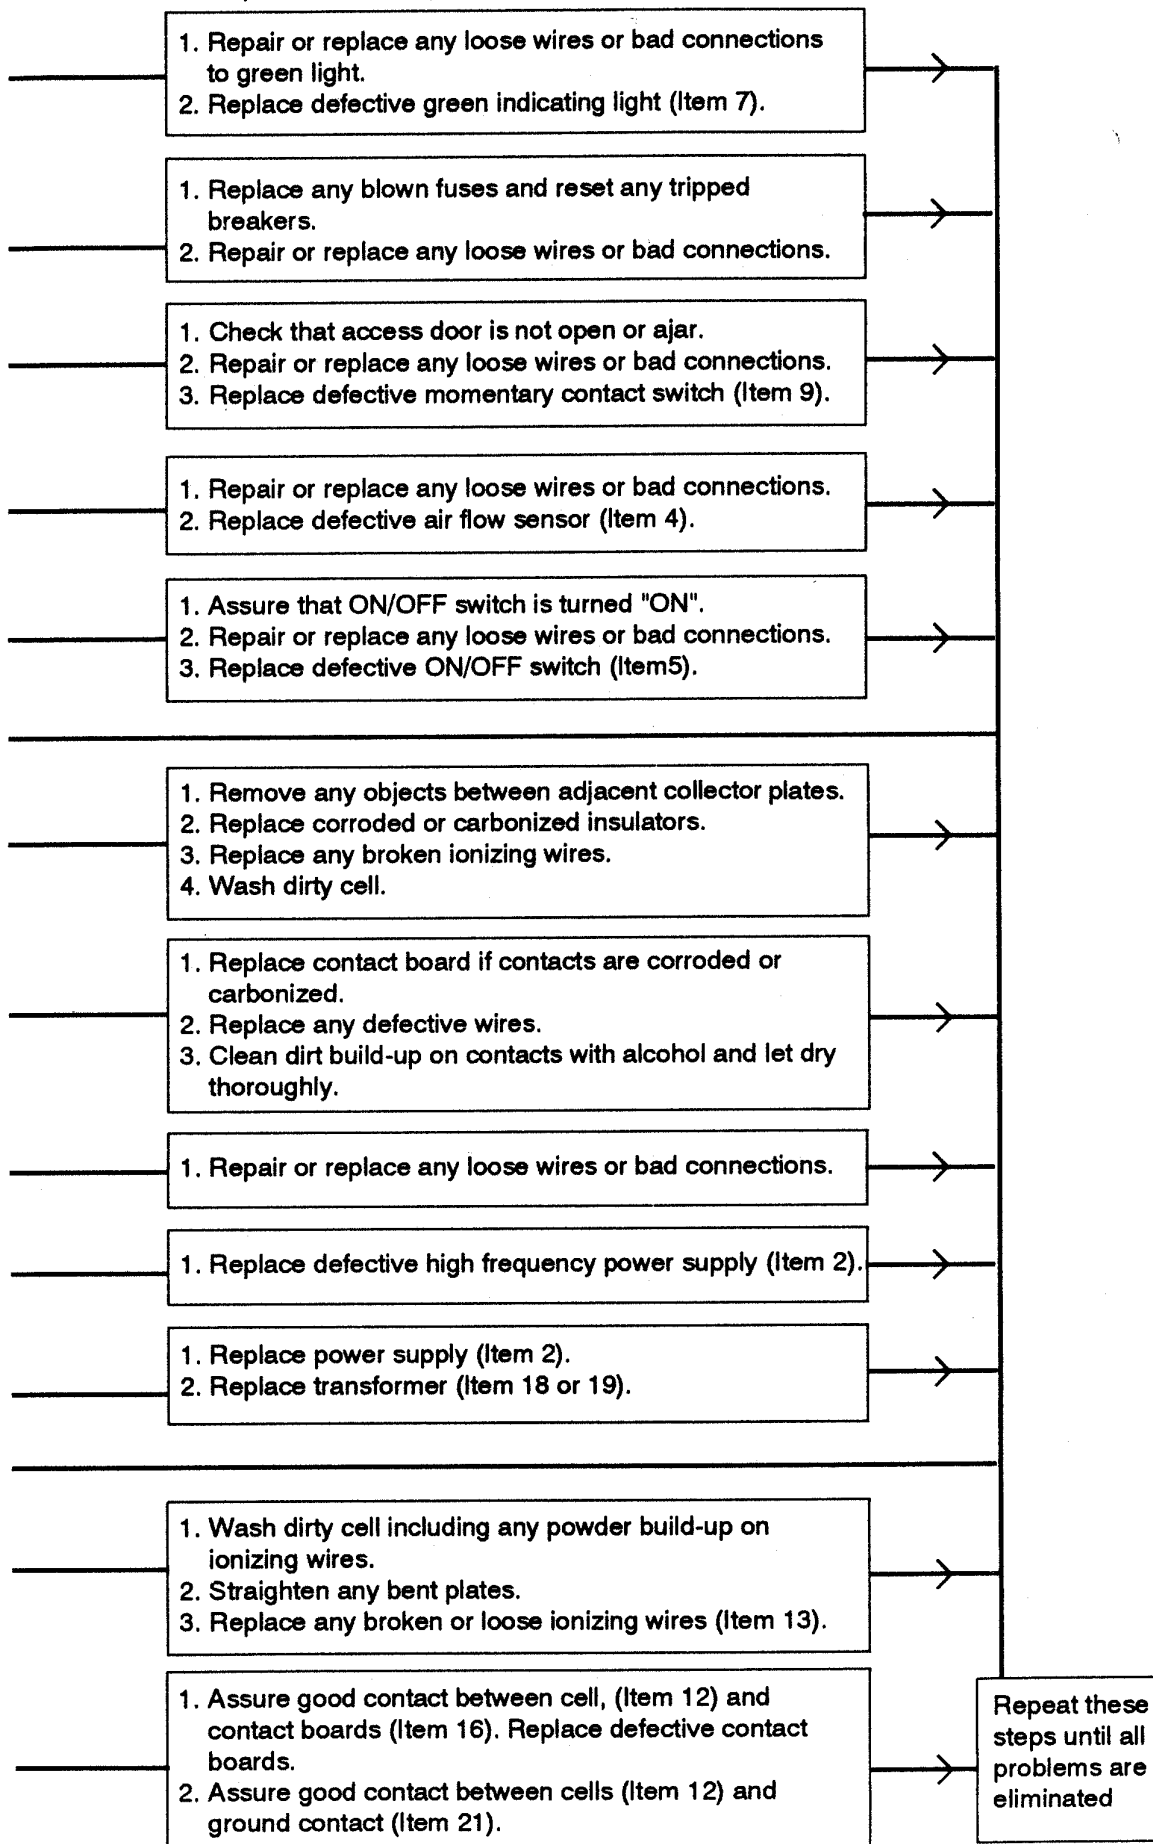 1. Repair or replace any loose wires or bad connections
to green light.
2. Replace defective green indicating light (Item 7).
1. Replace any blown fuses and reset any tripped
breakers.
2. Repair or replace any loose wires or bad connections.
1. Check that access door is not open or ajar.
2. Repair or replace any loose wires or bad connections.
3. Replace defective momentary contact switch (Item 9).
1. Repair or replace any loose wires or bad connections.
2. Replace defective air flow sensor (Item 4).
1. Assure that ON/OFF switch is turned "ON".
2. Repair or replace any loose wires or bad connections.
3. Replace defective ON/OFF switch (Item5).
1. Remove any objects between adjacent collector plates.
2. Replace corroded or carbonized insulators.
3. Replace any broken ionizing wires.
4. Wash dirty cell.
1. Replace contact board if contacts are corroded or
carbonized.
2. Replace any defective wires.
3. Clean dirt build-up on contacts with alcohol and let dry
thoroughly.
1. Repair or replace any loose wires or bad connections.
1. Replace defective high frequency power supply (Item 2).
1. Replace power supply (Item 2).
2. Replace transformer (Item 18 or 19).
1. Wash dirty cell including any powder build-up on
ionizing wires.
2. Straighten any bent plates.
3. Replace any broken or loose ionizing wires (Item 13).
1. Assure good contact between cell, (Item 12) and
contact boards (Item 16). Replace defective contact
boards.
2. Assure good contact between cells (Item 12) and
ground contact (Item 21).
Repeat these
steps until all
problems are
eliminated